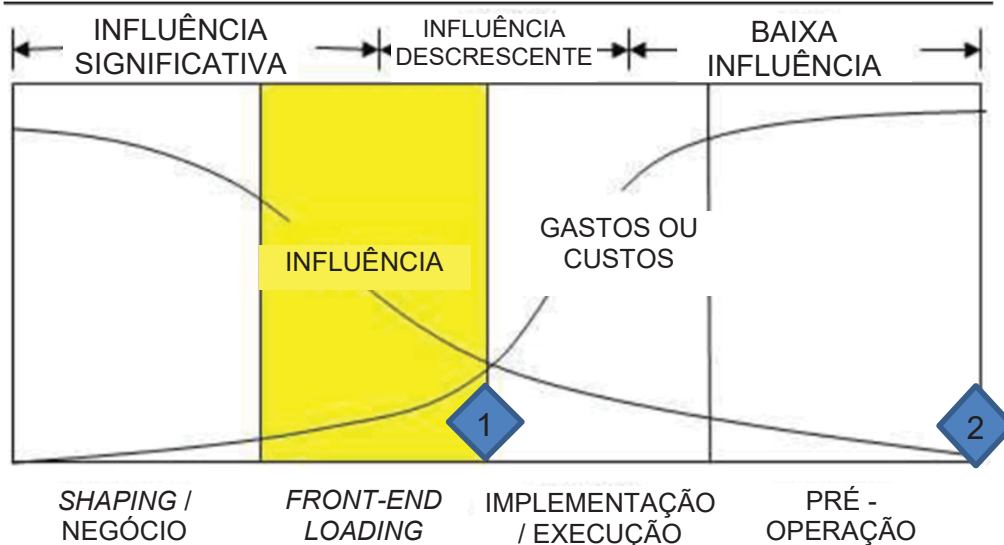 INFLUÊNCIA
SIGNIFICATIVA
INFLUÊNCIA
DESCRESCENTE
BAIXA
INFLUÊNCIA
INFLUÊNCIA
GASTOS OU
CUSTOS
1
2
SHAPING /
NEGÓCIO
FRONT-END
LOADING
IMPLEMENTAÇÃO
/ EXECUÇÃO
PRÉ -
OPERAÇÃO